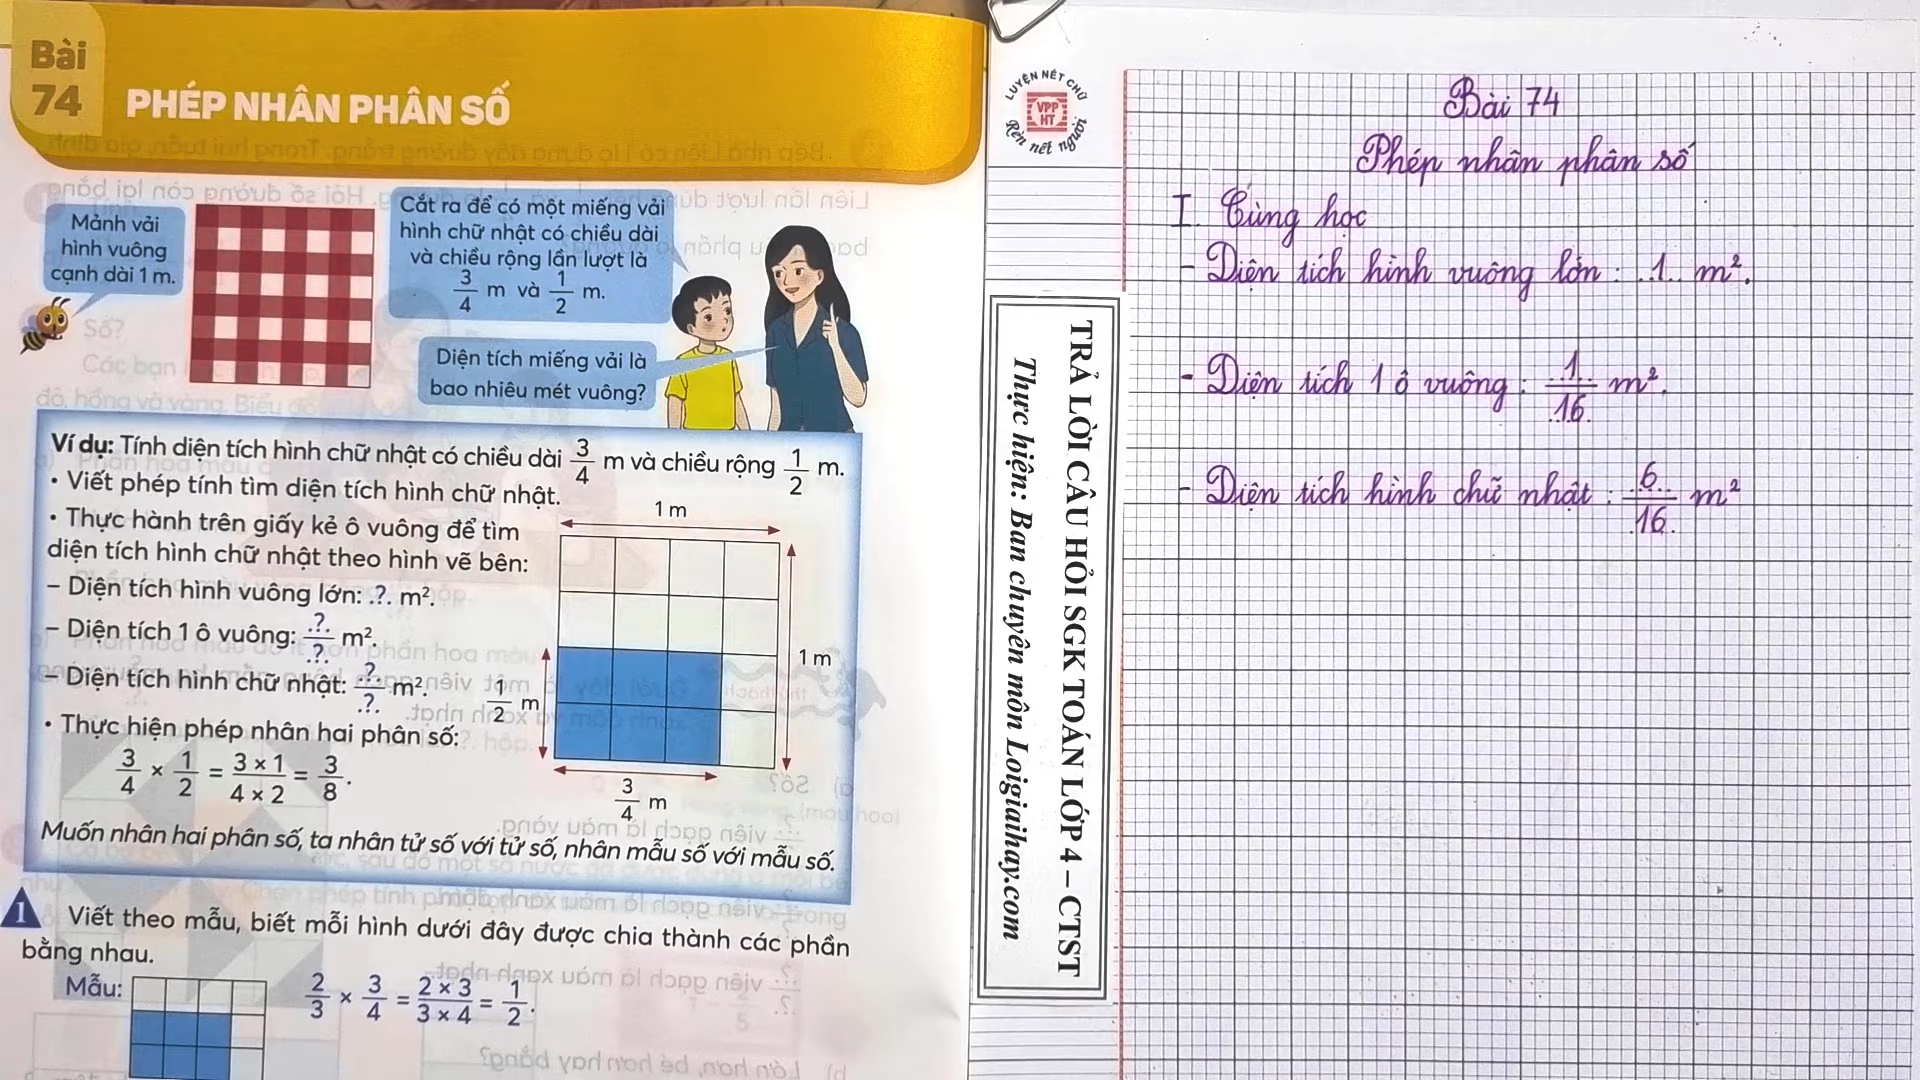 Bài
74
PHÉP NHÂN PHÂN SỐ
Mảnh vải
hình vuông
cạnh dài 1 m.
Cắt ra để có một miếng vải
hình chữ nhật có chiều dài
và chiều rộng lần lượt là
3/4 m và 1/2 m.
Diện tích miếng vải là
bao nhiêu mét vuông?
Ví dụ: Tính diện tích hình chữ nhật có chiều dài 3/4 m và chiều rộng 1/2 m.
• Viết phép tính tìm diện tích hình chữ nhật.
• Thực hành trên giấy kẻ ô vuông để tìm
diện tích hình chữ nhật theo hình vẽ bên:
– Diện tích hình vuông lớn: .?. m².
– Diện tích 1 ô vuông: .?./.?. m².
– Diện tích hình chữ nhật: .?./.?. m².
• Thực hiện phép nhân hai phân số:
3/4 × 1/2 = 3 × 1/4 × 2 = 3/8.
1 m
1 m
1/2 m
3/4 m
Muốn nhân hai phân số, ta nhân tử số với tử số, nhân mẫu số với mẫu số.
1 Viết theo mẫu, biết mỗi hình dưới đây được chia thành các phần
bằng nhau.
Mẫu:
2/3 × 3/4 = 2 × 3/3 × 4 = 1/2.
LUYỆN NÉT CHỮ
VPP
HT
Rèn nết người
TRẢ LỜI CÂU HỎI SGK TOÁN LỚP 4 – CTST
Thực hiện: Ban chuyên môn Loigiaihay.com
Bài 74
Phép nhân phân số
I. Cùng học
- Diện tích hình vuông lớn : .1.. m².
- Diện tích 1 ô vuông : .1../.16. m².
- Diện tích hình chữ nhật : .6../.16. m²